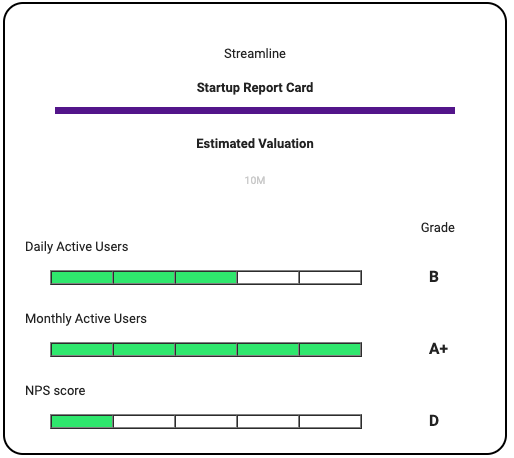 Streamline
Startup Report Card
Estimated Valuation
10M
Grade
Daily Active Users
B
Monthly Active Users
A+
NPS score
D